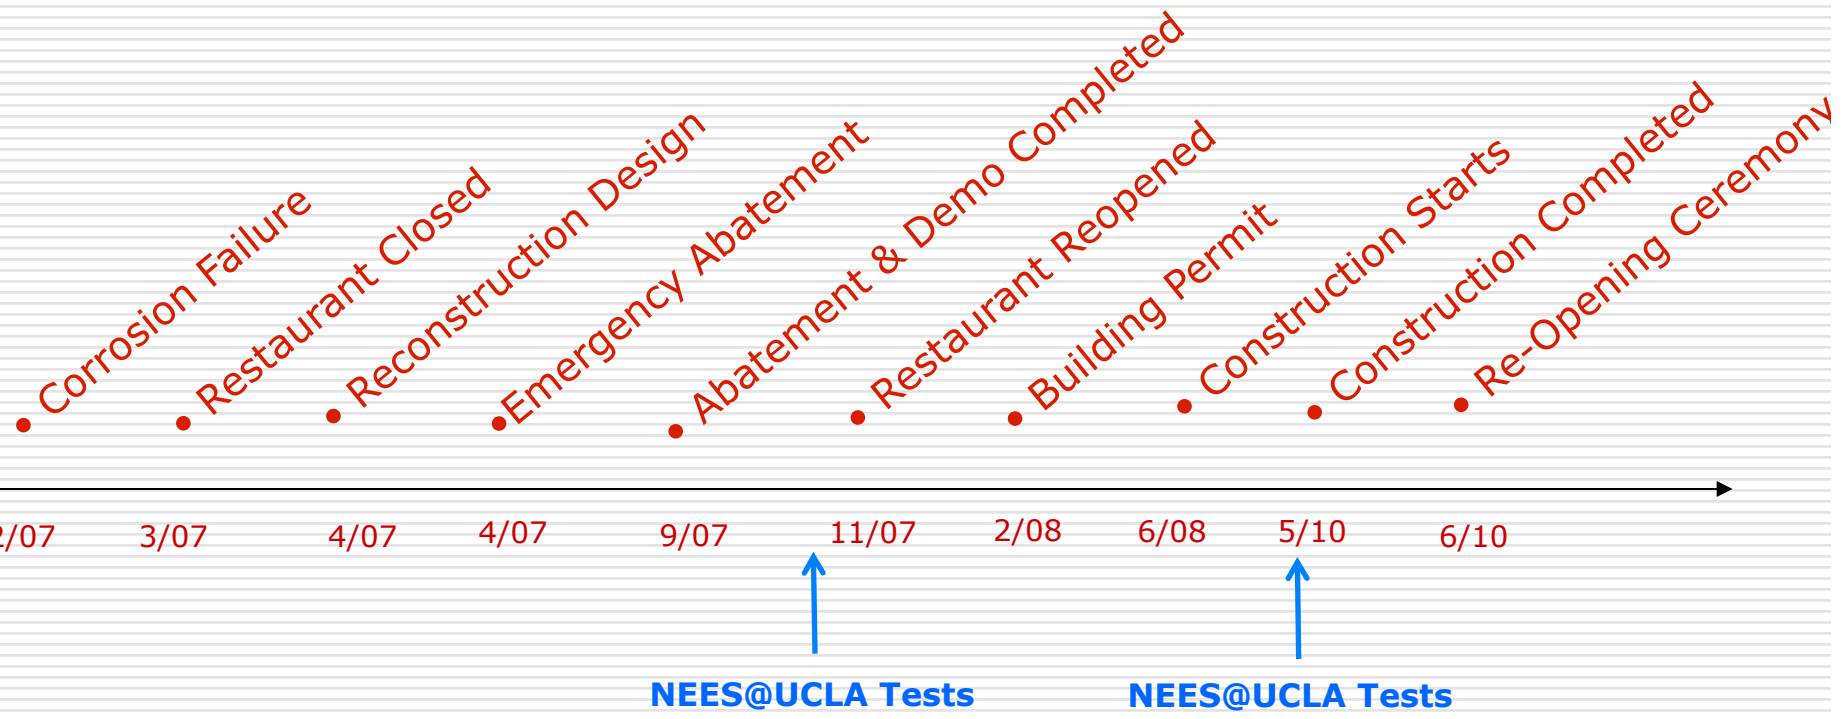 Corrosion Failure
Restaurant Closed
Reconstruction Design
Emergency Abatement
Abatement & Demo Completed
Restaurant Reopened
Building Permit
Construction Starts
Construction Completed
Re-Opening Ceremony
2/07
3/07
4/07
4/07
9/07
11/07
2/08
6/08
5/10
6/10
NEES@UCLA Tests
NEES@UCLA Tests